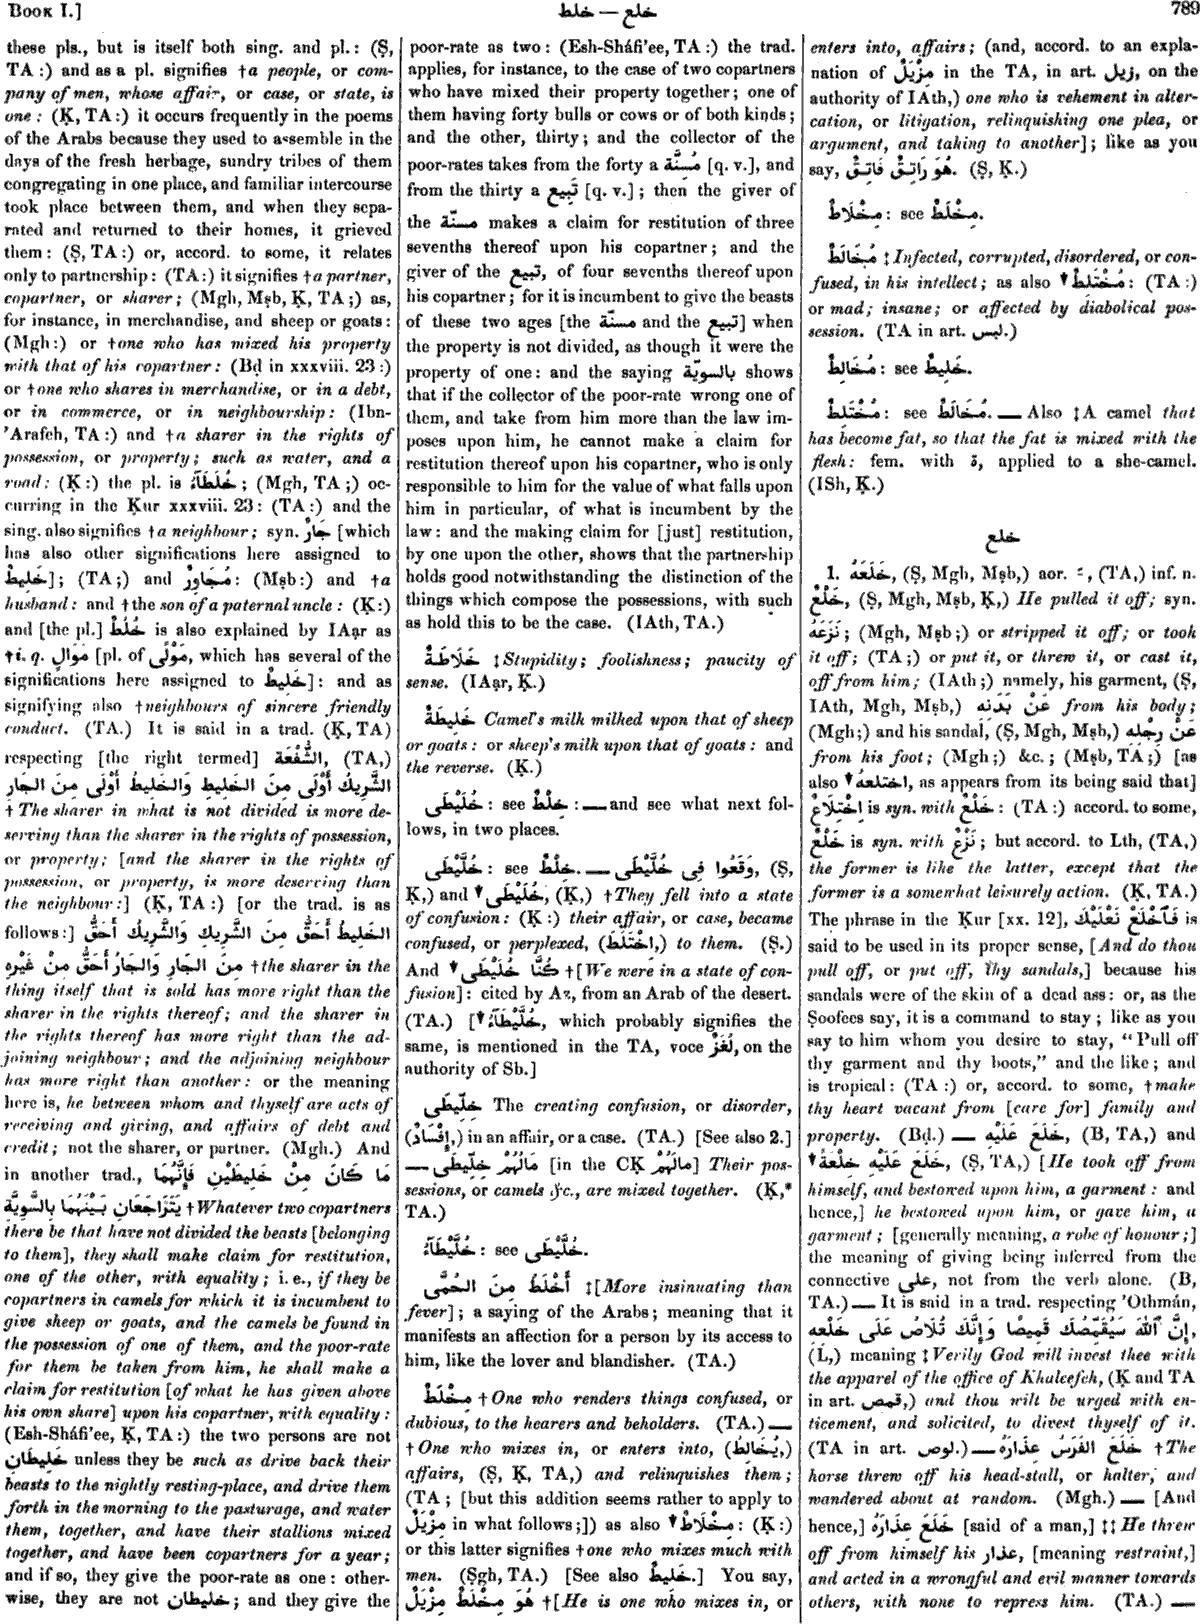 Book I.]
خلط — خلع
789
these pls., but is itself both sing. and pl.: (Ṣ,
TA:) and as a pl. signifies †a people, or com-
pany of men, whose affair, or case, or state, is
one: (Ḳ, TA:) it occurs frequently in the poems
of the Arabs because they used to assemble in the
days of the fresh herbage, sundry tribes of them
congregating in one place, and familiar intercourse
took place between them, and when they sepa-
rated and returned to their homes, it grieved
them: (Ṣ, TA:) or, accord. to some, it relates
only to partnership: (TA:) it signifies †a partner,
copartner, or sharer; (Mgh, Mṣb, Ḳ, TA;) as,
for instance, in merchandise, and sheep or goats:
(Mgh:) or †one who has mixed his property
with that of his copartner: (Bḍ in xxxviii. 23:)
or †one who shares in merchandise, or in a debt,
or in commerce, or in neighbourship: (Ibn-
'Arafeh, TA:) and †a sharer in the rights of
possession, or property; such as water, and a
road: (Ḳ:) the pl. is خُلَطَآءُ; (Mgh, TA;) oc-
curring in the Ḳur xxxviii. 23: (TA:) and the
sing. also signifies †a neighbour; syn. جَارٌ [which
has also other significations here assigned to
خَلِيطٌ]; (TA;) and مُجَاوِرٌ: (Mṣb:) and †a
husband: and †the son of a paternal uncle: (Ḳ:)
and [the pl.] خُلُطٌ is also explained by IAạr as
†i. q. مَوَالٍ [pl. of مَوْلًى, which has several of the
significations here assigned to خَلِيطٌ]: and as
signifying also †neighbours of sincere friendly
conduct. (TA.) It is said in a trad. (Ḳ, TA)
respecting [the right termed] الشُّفْعَة, (TA,)
الشَّرِيكُ أَوْلَى مِنَ الخَلِيطِ وَالخَلِيطُ أَوْلَى مِنَ الجَارِ
† The sharer in what is not divided is more de-
serving than the sharer in the rights of possession,
or property; [and the sharer in the rights of
possession, or property, is more deserving than
the neighbour:] (Ḳ, TA:) [or the trad. is as
follows:] الخَلِيطُ أَحَقُّ مِنَ الشَّرِيكِ وَالشَّرِيكُ أَحَقُّ
مِنَ الجَارِ وَالجَارُ أَحَقُّ مِنْ غَيْرِهِ †the sharer in the
thing itself that is sold has more right than the
sharer in the rights thereof; and the sharer in
the rights thereof has more right than the ad-
joining neighbour; and the adjoining neighbour
has more right than another: or the meaning
here is, he between whom and thyself are acts of
receiving and giving, and affairs of debt and
credit; not the sharer, or partner. (Mgh.) And
in another trad., مَا كَانَ مِنْ خَلِيطَيْنِ فَإِنَّهُمَا
يَتَرَاجَعَانِ بَيْنَهُمَا بِالسَّوِيَّةِ †Whatever two copartners
there be that have not divided the beasts [belonging
to them], they shall make claim for restitution,
one of the other, with equality; i. e., if they be
copartners in camels for which it is incumbent to
give sheep or goats, and the camels be found in
the possession of one of them, and the poor-rate
for them be taken from him, he shall make a
claim for restitution [of what he has given above
his own share] upon his copartner, with equality:
(Esh-Sháfi'ee, Ḳ, TA:) the two persons are not
خَلِيطَانِ unless they be such as drive back their
beasts to the nightly resting-place, and drive them
forth in the morning to the pasturage, and water
them, together, and have their stallions mixed
together, and have been copartners for a year;
and if so, they give the poor-rate as one: other-
wise, they are not خليطان; and they give the
poor-rate as two: (Esh-Sháfi'ee, TA:) the trad.
applies, for instance, to the case of two copartners
who have mixed their property together; one of
them having forty bulls or cows or of both kinds;
and the other, thirty; and the collector of the
poor-rates takes from the forty a مُسِنَّة [q. v.], and
from the thirty a تَبِيع [q. v.]; then the giver of
the مسنّة makes a claim for restitution of three
sevenths thereof upon his copartner; and the
giver of the تبيع, of four sevenths thereof upon
his copartner; for it is incumbent to give the beasts
of these two ages [the مسنّة and the تبيع] when
the property is not divided, as though it were the
property of one: and the saying بالسويّة shows
that if the collector of the poor-rate wrong one of
them, and take from him more than the law im-
poses upon him, he cannot make a claim for
restitution thereof upon his copartner, who is only
responsible to him for the value of what falls upon
him in particular, of what is incumbent by the
law: and the making claim for [just] restitution,
by one upon the other, shows that the partnership
holds good notwithstanding the distinction of the
things which compose the possessions, with such
as hold this to be the case. (IAth, TA.)
خَلَاطَةٌ ‡Stupidity; foolishness; paucity of
sense. (IAạr, Ḳ.)
خَلِيطَةٌ Camel's milk milked upon that of sheep
or goats: or sheep's milk upon that of goats: and
the reverse. (Ḳ.)
خُلَيْطَى: see خِلْطٌ: — and see what next fol-
lows, in two places.
خُلَّيْطَى: see خِلْطٌ. — وَقَعُوا فِى خُلَّيْطَى, (Ṣ,
Ḳ,) and ▾خُلَيْطَى, (Ḳ,) †They fell into a state
of confusion: (Ḳ:) their affair, or case, became
confused, or perplexed, (اِخْتَلَطَ,) to them. (Ṣ.)
And ▾كُنَّا خُلَيْطَى †[We were in a state of con-
fusion]: cited by Az, from an Arab of the desert.
(TA.) [▾خُلَّيْطَآءُ, which probably signifies the
same, is mentioned in the TA, voce لُغَزٌ, on the
authority of Sb.]
خِلِّيطَى The creating confusion, or disorder,
(إِفْسَادٌ,) in an affair, or a case. (TA.) [See also 2.]
— مَالُهُمْ خِلِّيطَى [in the CḲ مالَهُمْ] Their pos-
sessions, or camels &c., are mixed together. (Ḳ,*
TA.)
خُلَّيْطَآءُ: see خُلَّيْطَى.
أَخْلَطُ مِنَ الحُمَّى ‡[More insinuating than
fever]; a saying of the Arabs; meaning that it
manifests an affection for a person by its access to
him, like the lover and blandisher. (TA.)
مِخْلَطٌ †One who renders things confused, or
dubious, to the hearers and beholders. (TA.) —
†One who mixes in, or enters into, (يُخَالِطُ,)
affairs, (Ṣ, Ḳ, TA,) and relinquishes them;
(TA; [but this addition seems rather to apply to
مِزْيَلٌ in what follows;]) as also ▾مِخْلَاطٌ: (Ḳ:)
or this latter signifies †one who mixes much with
men. (Ṣgh, TA.) [See also خَلِيطٌ.] You say,
هُوَ مِخْلَطٌ مِزْيَلٌ †[He is one who mixes in, or
enters into, affairs; (and, accord. to an expla-
nation of مِزْيَلٌ in the TA, in art. زيل, on the
authority of IAth,) one who is vehement in alter-
cation, or litigation, relinquishing one plea, or
argument, and taking to another]; like as you
say, هُوَ رَاتِقٌ فَاتِقٌ. (Ṣ, Ḳ.)
مِخْلَاطٌ: see مِخْلَطٌ.
مُخَالَطٌ ‡Infected, corrupted, disordered, or con-
fused, in his intellect; as also ▾مُخْتَلِطٌ: (TA:)
or mad; insane; or affected by diabolical pos-
session. (TA in art. لبس.)
مُخَالِطٌ: see خَلِيطٌ.
مُخْتَلِطٌ: see مُخَالَطٌ. — Also ‡A camel that
has become fat, so that the fat is mixed with the
flesh: fem. with ة, applied to a she-camel.
(ISh, Ḳ.)
خلع
1. خَلَعَهُ, (Ṣ, Mgh, Mṣb,) aor. ـَ, (TA,) inf. n.
خَلْعٌ, (Ṣ, Mgh, Mṣb, Ḳ,) He pulled it off; syn.
نَزَعَهُ; (Mgh, Mṣb;) or stripped it off; or took
it off; (TA;) or put it, or threw it, or cast it,
off from him; (IAth;) namely, his garment, (Ṣ,
IAth, Mgh, Mṣb,) عَنْ بَدَنِهِ from his body;
(Mgh;) and his sandal, (Ṣ, Mgh, Mṣb,) عَنْ رِجْلِهِ
from his foot; (Mgh;) &c.; (Mṣb, TA;) [as
also ▾اختلعهُ, as appears from its being said that]
اِخْتِلَاعٌ is syn. with خَلْعٌ: (TA:) accord. to some,
خَلْعٌ is syn. with نَزْعٌ; but accord. to Lth, (TA,)
the former is like the latter, except that the
former is a somewhat leisurely action. (Ḳ, TA.)
The phrase in the Ḳur [xx. 12], فَٱخْلَعْ نَعْلَيْكَ is
said to be used in its proper sense, [And do thou
pull off, or put off, thy sandals,] because his
sandals were of the skin of a dead ass: or, as the
Ṣoofees say, it is a command to stay; like as you
say to him whom you desire to stay, "Pull off
thy garment and thy boots," and the like; and
is tropical: (TA:) or, accord. to some, †make
thy heart vacant from [care for] family and
property. (Bḍ.) — خَلَعَ عَلَيْهِ, (B, TA,) and
▾خَلَعَ عَلَيْهِ خِلْعَةً, (Ṣ, TA,) [He took off from
himself, and bestowed upon him, a garment: and
hence,] he bestowed upon him, or gave him, a
garment; [generally meaning, a robe of honour;]
the meaning of giving being inferred from the
connective على, not from the verb alone. (B,
TA.) — It is said in a trad. respecting 'Othmán,
إِنَّ ٱللّٰهَ سَيُقَمِّصُكَ قَمِيصًا وَإِنَّكَ تُلَاصُ عَلَى خَلْعِهِ,
(L,) meaning ‡Verily God will invest thee with
the apparel of the office of Khaleefeh, (Ḳ and TA
in art. قمص,) and thou wilt be urged with en-
ticement, and solicited, to divest thyself of it.
(TA in art. لوص.) — خَلَعَ الفَرَسُ عِذَارَهُ †The
horse threw off his head-stall, or halter, and
wandered about at random. (Mgh.) — [And
hence,] خَلَعَ عِذَارَهُ [said of a man,] ‡‡He threw
off from himself his عذار, [meaning restraint,]
and acted in a wrongful and evil manner towards
others, with none to repress him. (TA.) —